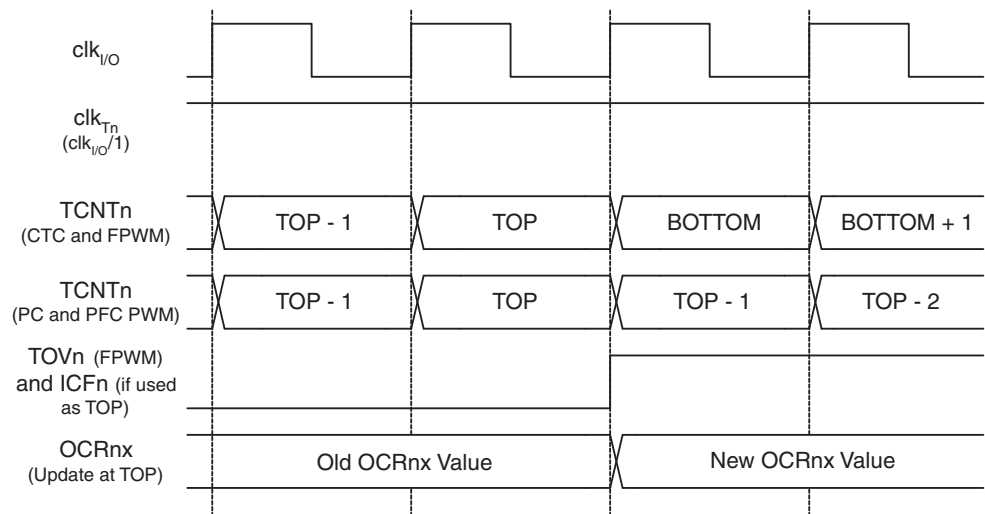 clkI/O
clkTn
(clkI/O/1)
TCNTn
(CTC and FPWM)
TOP - 1 TOP BOTTOM BOTTOM + 1
TCNTn
(PC and PFC PWM)
TOP - 1 TOP TOP - 1 TOP - 2
TOVn (FPWM)
and ICFn (if used
as TOP)
OCRnx
(Update at TOP)
Old OCRnx Value New OCRnx Value